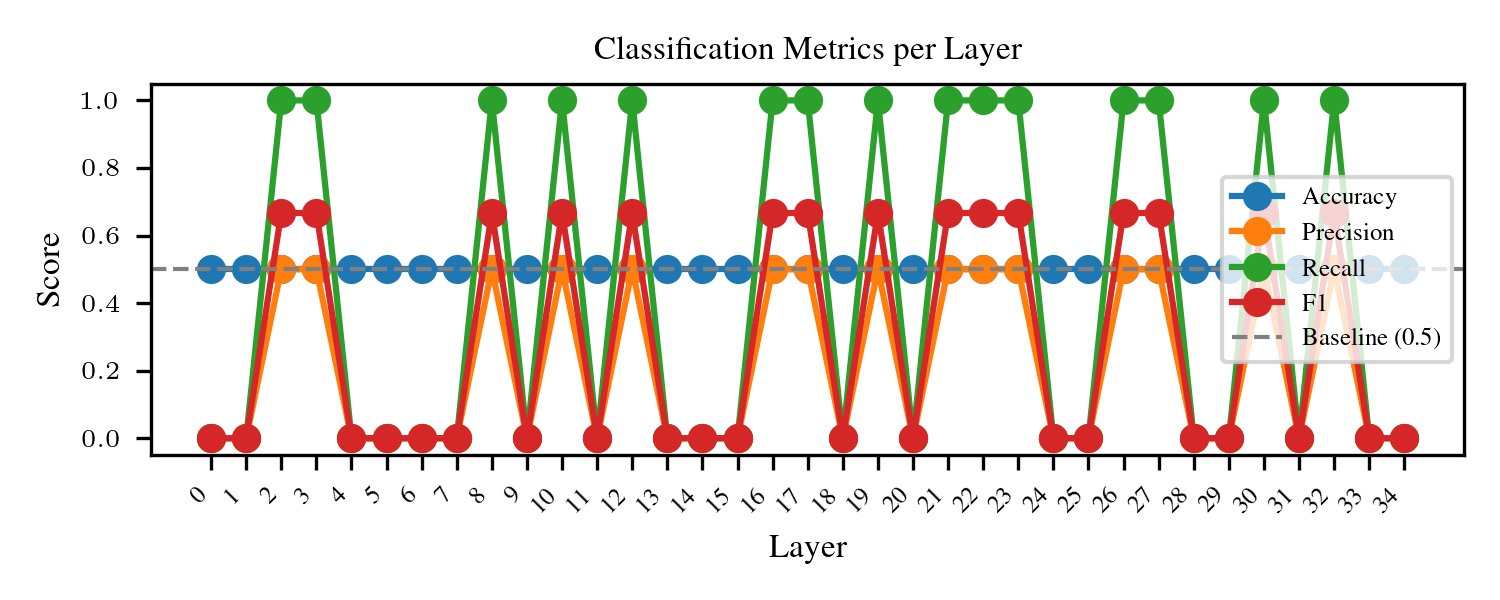 Classification Metrics per Layer
Score
1.0
0.8
0.6
0.4
0.2
0.0
Accuracy
Precision
Recall
F1
Baseline (0.5)
0 1 2 3 4 5 6 7 8 9 10 11 12 13 14 15 16 17 18 19 20 21 22 23 24 25 26 27 28 29 30 31 32 33 34
Layer